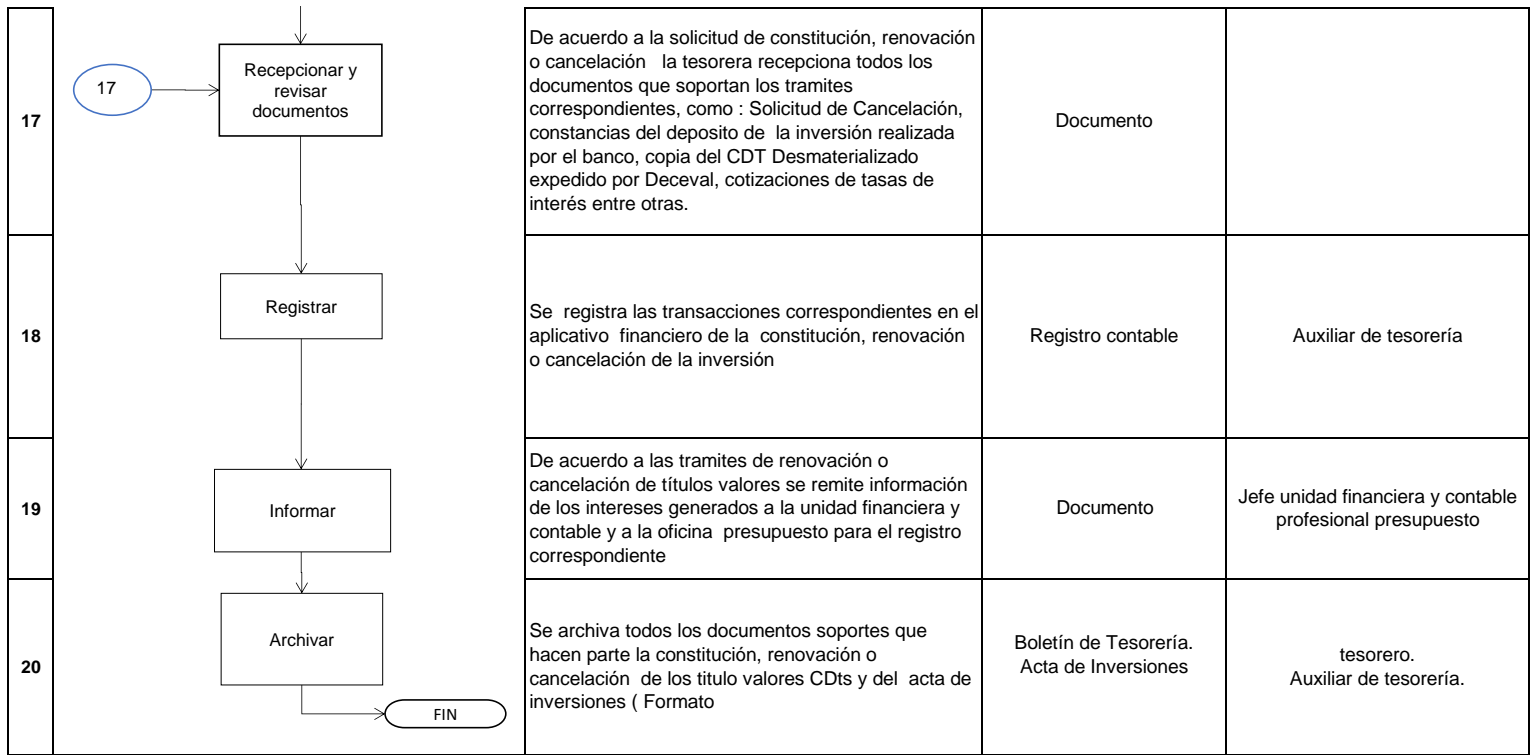 17
17
Recepcionar y
revisar
documentos
De acuerdo a la solicitud de constitución, renovación
o cancelación   la tesorera recepciona todos los
documentos que soportan los tramites
correspondientes, como : Solicitud de Cancelación,
constancias del deposito de  la inversión realizada
por el banco, copia del CDT Desmaterializado
expedido por Deceval, cotizaciones de tasas de
interés entre otras.
Documento
18
Registrar
Se  registra las transacciones correspondientes en el
aplicativo  financiero de la  constitución, renovación
o cancelación de la inversión
Registro contable
Auxiliar de tesorería
19
Informar
De acuerdo a las tramites de renovación o
cancelación de títulos valores se remite información
de los intereses generados a la unidad financiera y
contable y a la oficina  presupuesto para el registro
correspondiente
Documento
Jefe unidad financiera y contable
profesional presupuesto
20
Archivar
FIN
Se archiva todos los documentos soportes que
hacen parte la constitución, renovación o
cancelación  de los titulo valores CDts y del  acta de
inversiones ( Formato
Boletín de Tesorería.
Acta de Inversiones
tesorero.
Auxiliar de tesorería.